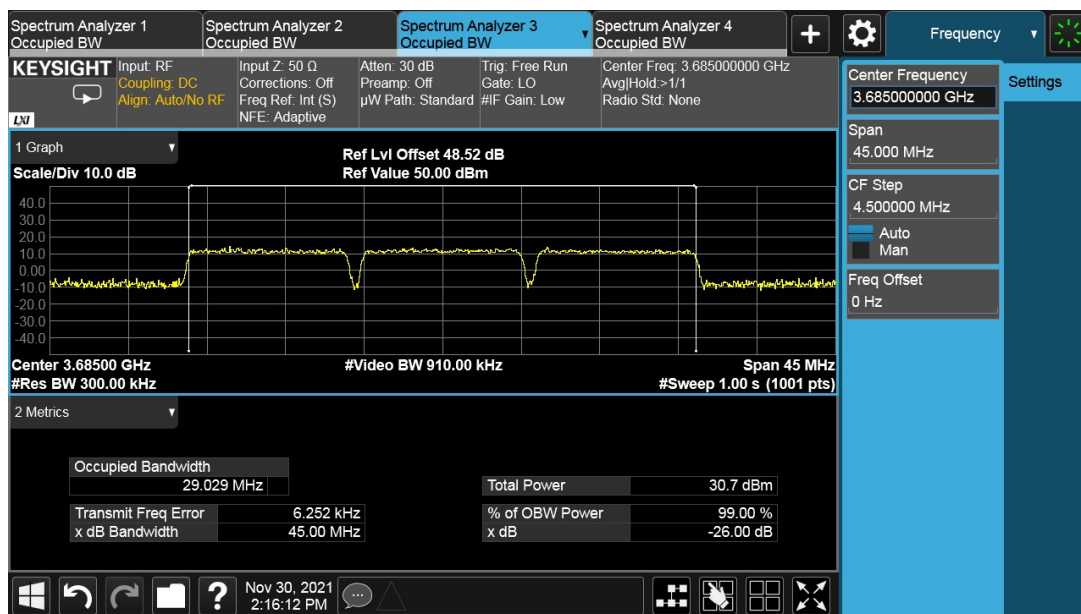 Spectrum Analyzer 1
Occupied BW
Spectrum Analyzer 2
Occupied BW
Spectrum Analyzer 3
Occupied BW
Spectrum Analyzer 4
Occupied BW
+
Frequency
KEYSIGHT
LXI
Input: RF
Coupling: DC
Align: Auto/No RF
Input Z: 50 Ω
Corrections: Off
Freq Ref: Int (S)
NFE: Adaptive
Atten: 30 dB
Preamp: Off
µW Path: Standard
Trig: Free Run
Gate: LO
#IF Gain: Low
Center Freq: 3.685000000 GHz
Avg|Hold:>1/1
Radio Std: None
1 Graph
Scale/Div 10.0 dB
Ref Lvl Offset 48.52 dB
Ref Value 50.00 dBm
40.0
30.0
20.0
10.0
0.00
-10.0
-20.0
-30.0
-40.0
Center 3.68500 GHz
#Res BW 300.00 kHz
#Video BW 910.00 kHz
Span 45 MHz
#Sweep 1.00 s (1001 pts)
2 Metrics
Occupied Bandwidth
29.029 MHz
Transmit Freq Error 6.252 kHz
x dB Bandwidth 45.00 MHz
Total Power 30.7 dBm
% of OBW Power 99.00 %
x dB -26.00 dB
Center Frequency
3.685000000 GHz
Span
45.000 MHz
CF Step
4.500000 MHz
Auto
Man
Freq Offset
0 Hz
Settings
?
Nov 30, 2021
2:16:12 PM